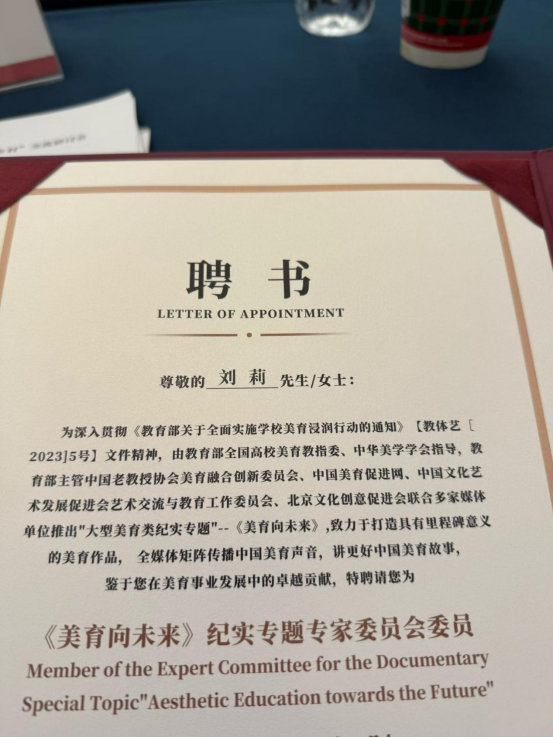 聘 书
LETTER OF APPOINTMENT
尊敬的 刘 莉 先生/女士：
为深入贯彻《教育部关于全面实施学校美育浸润行动的通知》【教体艺［
2023]5号】文件精神，由教育部全国高校美育教指委、中华美学学会指导，教
育部主管中国老教授协会美育融合创新委员会、中国美育促进网、中国文化艺
术发展促进会艺术交流与教育工作委员会、北京文化创意促进会联合多家媒体
单位推出"大型美育类纪实专题"--《美育向未来》,致力于打造具有里程碑意义
的美育作品， 全媒体矩阵传播中国美育声音，讲更好中国美育故事，
鉴于您在美育事业发展中的卓越贡献，特聘请您为
《美育向未来》纪实专题专家委员会委员
Member of the Expert Committee for the Documentary
Special Topic"Aesthetic Education towards the Future"